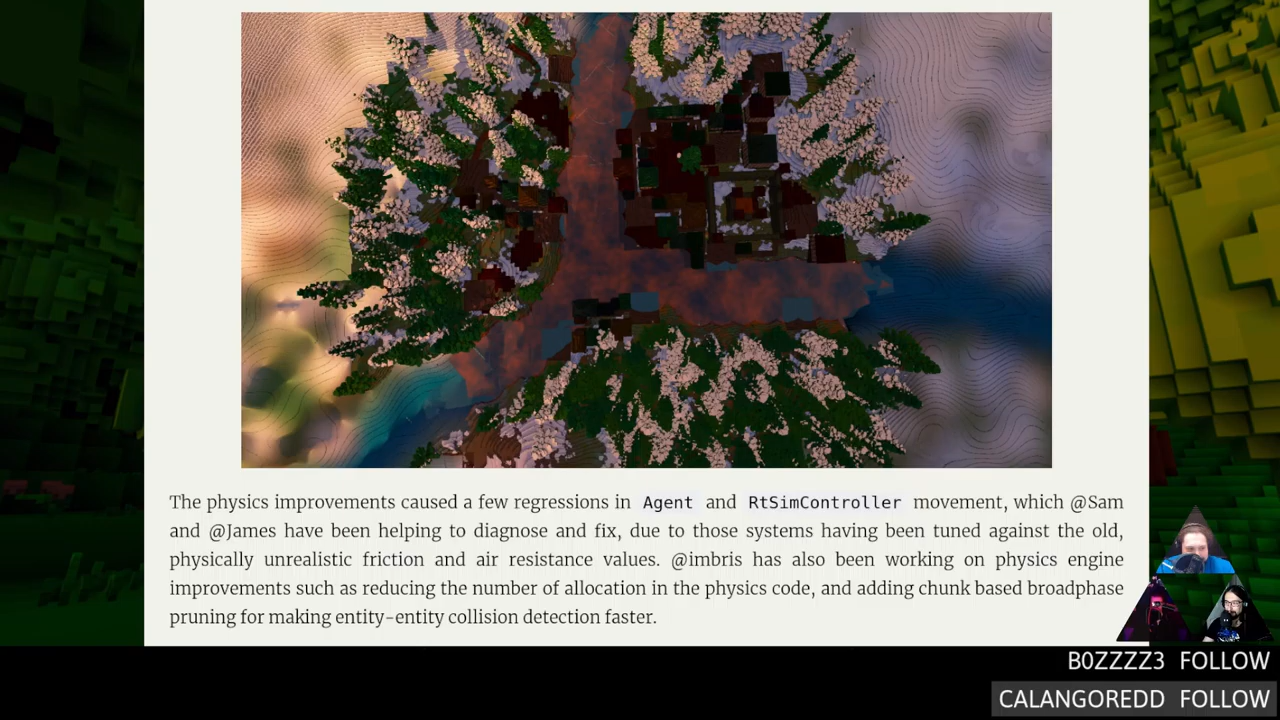 The physics improvements caused a few regressions in Agent and RtSimController movement, which @Sam
and @James have been helping to diagnose and fix, due to those systems having been tuned against the old,
physically unrealistic friction and air resistance values. @imbris has also been working on physics engine
improvements such as reducing the number of allocation in the physics code, and adding chunk based broadphase
pruning for making entity-entity collision detection faster.
B0ZZZZ3 FOLLOW
CALANGOREDD FOLLOW